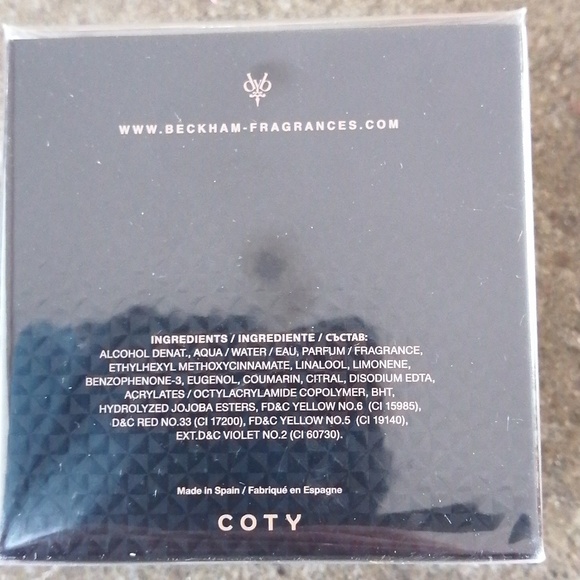 dvb
WWW.BECKHAM-FRAGRANCES.COM
INGREDIENTS / INGREDIENTE / СЪСТАВ:
ALCOHOL DENAT., AQUA / WATER / EAU, PARFUM / FRAGRANCE,
ETHYLHEXYL METHOXYCINNAMATE, LINALOOL, LIMONENE,
BENZOPHENONE-3, EUGENOL, COUMARIN, CITRAL, DISODIUM EDTA,
ACRYLATES / OCTYLACRYLAMIDE COPOLYMER, BHT,
HYDROLYZED JOJOBA ESTERS, FD&C YELLOW NO.6 (CI 15985),
D&C RED NO.33 (CI 17200), FD&C YELLOW NO.5 (CI 19140),
EXT.D&C VIOLET NO.2 (CI 60730).
Made in Spain / Fabriqué en Espagne
COTY